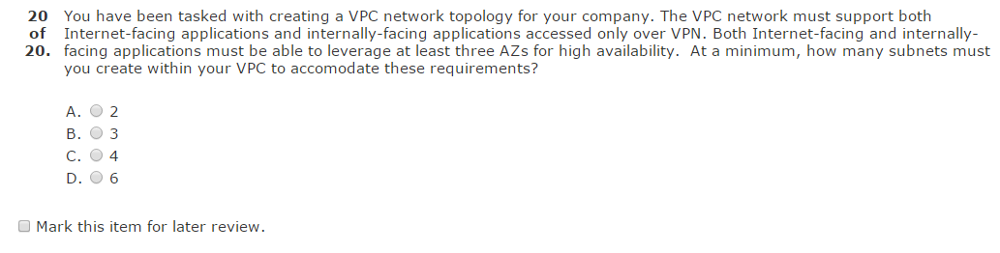 20 You have been tasked with creating a VPC network topology for your company. The VPC network must support both
of Internet-facing applications and internally-facing applications accessed only over VPN. Both Internet-facing and internally-
20. facing applications must be able to leverage at least three AZs for high availability. At a minimum, how many subnets must
you create within your VPC to accomodate these requirements?
A. 2
B. 3
C. 4
D. 6
Mark this item for later review.